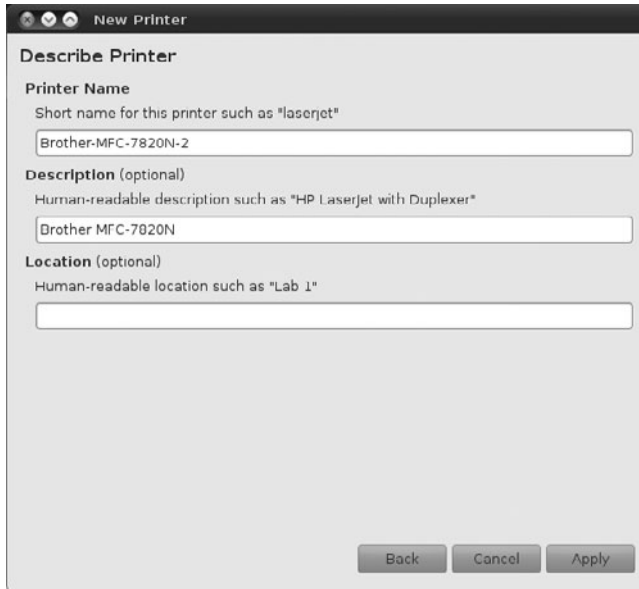 New Printer
Describe Printer
Printer Name
Short name for this printer such as "laserjet"
Brother-MFC-7820N-2
Description (optional)
Human-readable description such as "HP LaserJet with Duplexer"
Brother MFC-7820N
Location (optional)
Human-readable location such as "Lab 1"
Back Cancel Apply